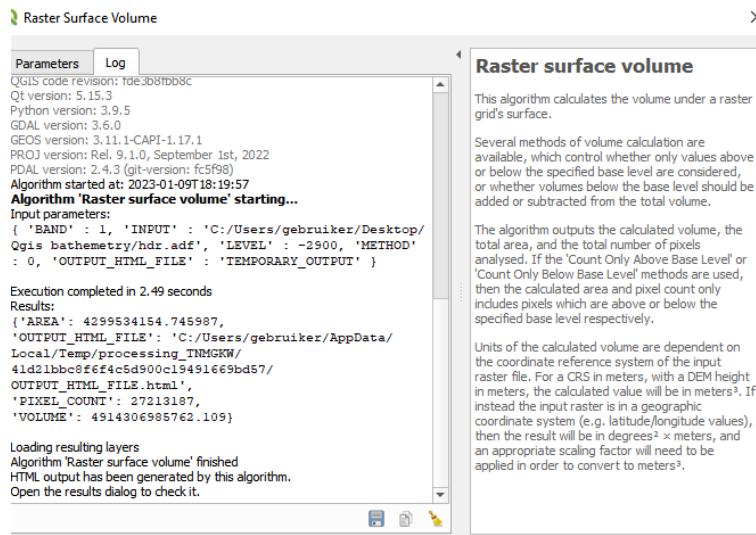 Raster Surface Volume
Parameters
Log
QGIS code revision: fde3b8fbb8c
Qt version: 5.15.3
Python version: 3.9.5
GDAL version: 3.6.0
GEOS version: 3.11.1-CAPI-1.17.1
PROJ version: Rel. 9.1.0, September 1st, 2022
PDAL version: 2.4.3 (git-version: fc5f98)
Algorithm started at: 2023-01-09T18:19:57
Algorithm 'Raster surface volume' starting...
Input parameters:
{ 'BAND' : 1, 'INPUT' : 'C:/Users/gebruiker/Desktop/
Qgis bathemetry/hdr.adf', 'LEVEL' : -2900, 'METHOD'
: 0, 'OUTPUT_HTML_FILE' : 'TEMPORARY_OUTPUT' }
Execution completed in 2.49 seconds
Results:
{'AREA': 4299534154.745987,
'OUTPUT_HTML_FILE': 'C:/Users/gebruiker/AppData/
Local/Temp/processing_TNMGKW/
41d21bbc8f6f4c5d900c19491669bd57/
OUTPUT_HTML_FILE.html',
'PIXEL_COUNT': 27213187,
'VOLUME': 4914306985762.109}
Loading resulting layers
Algorithm 'Raster surface volume' finished
HTML output has been generated by this algorithm.
Open the results dialog to check it.
Raster surface volume
This algorithm calculates the volume under a raster
grid's surface.
Several methods of volume calculation are
available, which control whether only values above
or below the specified base level are considered,
or whether volumes below the base level should be
added or subtracted from the total volume.
The algorithm outputs the calculated volume, the
total area, and the total number of pixels
analysed. If the 'Count Only Above Base Level' or
'Count Only Below Base Level' methods are used,
then the calculated area and pixel count only
includes pixels which are above or below the
specified base level respectively.
Units of the calculated volume are dependent on
the coordinate reference system of the input
raster file. For a CRS in meters, with a DEM height
in meters, the calculated value will be in meters³. If
instead the input raster is in a geographic
coordinate system (e.g. latitude/longitude values),
then the result will be in degrees² × meters, and
an appropriate scaling factor will need to be
applied in order to convert to meters³.